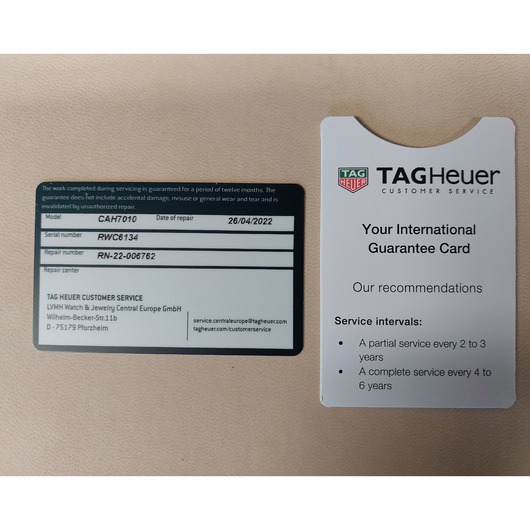 The work completed during servicing is guaranteed for a period of twelve months. The
guarantee does not include accidental damage, misuse or general wear and tear and is
invalidated by unauthorized repair.
Model CAH7010 Date of repair 26/04/2022
Serial number RWC6134
Repair number RN-22-006762
Repair center
TAG HEUER CUSTOMER SERVICE
LVMH Watch & Jewelry Central Europe GmbH
Wilhelm-Becker-Str.11b
D - 75179 Pforzheim
service.centraleurope@tagheuer.com
tagheuer.com/customerservice
TAG
HEUER
TAGHeuer
CUSTOMER SERVICE
Your International
Guarantee Card
Our recommendations
Service intervals:
• A partial service every 2 to 3
years
• A complete service every 4 to
6 years